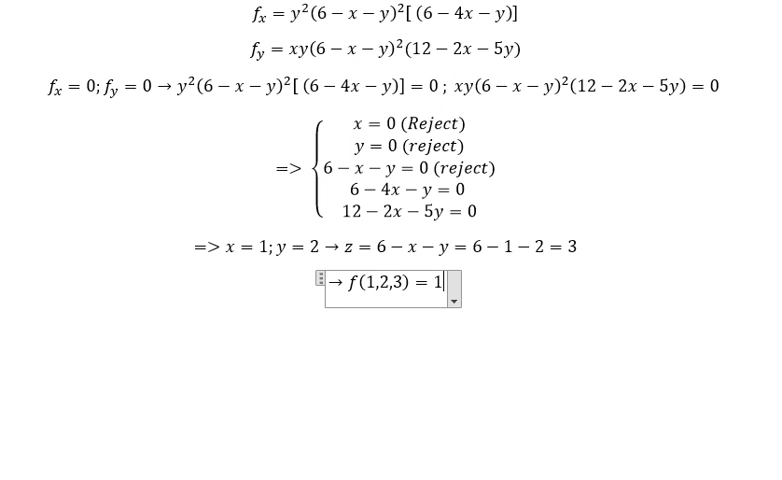 fₓ = y²(6 − x − y)²[ (6 − 4x − y)]
fᵧ = xy(6 − x − y)²(12 − 2x − 5y)
fₓ = 0; fᵧ = 0 → y²(6 − x − y)²[ (6 − 4x − y)] = 0 ; xy(6 − x − y)²(12 − 2x − 5y) = 0
x = 0 (Reject)
y = 0 (reject)
=> { 6 − x − y = 0 (reject)
6 − 4x − y = 0
12 − 2x − 5y = 0
=> x = 1; y = 2 → z = 6 − x − y = 6 − 1 − 2 = 3
→ f(1,2,3) = 1